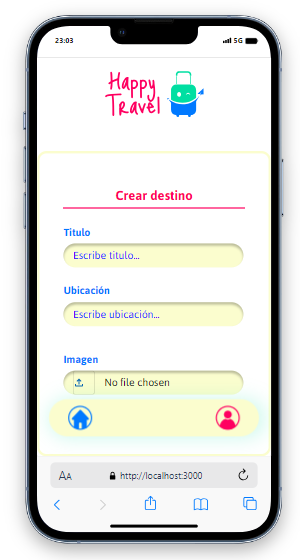 23:03
5G
Happy
Travel
Crear destino
Titulo
Escribe titulo...
Ubicación
Escribe ubicación...
Imagen
No file chosen
AA
http://localhost:3000